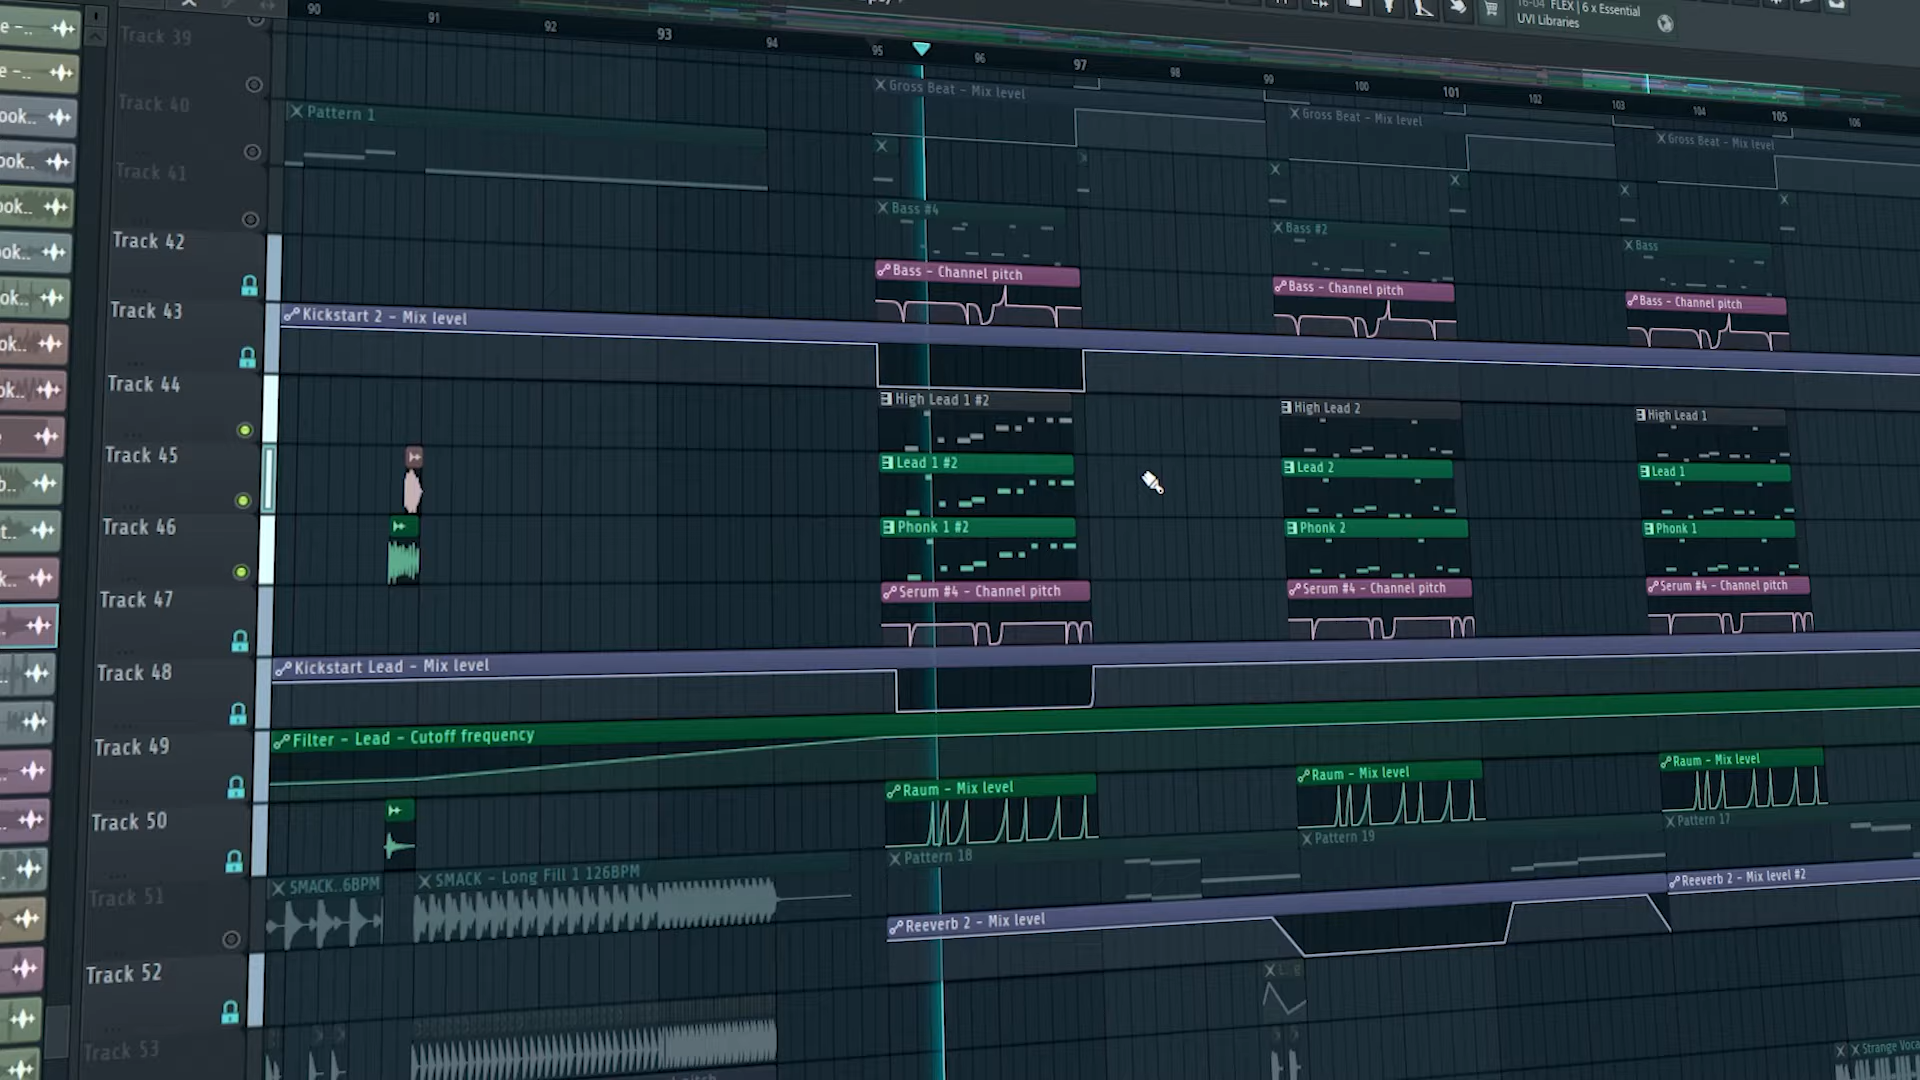 16-04 FLEX | 6 x Essential
UVI Libraries
90
91
92
93
94
95
96
97
98
99
100
101
102
103
104
105
106
Track 39
Track 40
Track 41
Track 42
Track 43
Track 44
Track 45
Track 46
Track 47
Track 48
Track 49
Track 50
Track 51
Track 52
Track 53
Pattern 1
Gross Beat - Mix level
Gross Beat - Mix level
Gross Beat - Mix level
Bass #4
Bass #2
Bass
Bass - Channel pitch
Bass - Channel pitch
Bass - Channel pitch
Kickstart 2 - Mix level
High Lead 1 #2
High Lead 2
High Lead 1
Lead 1 #2
Lead 2
Lead 1
Phonk 1 #2
Phonk 2
Phonk 1
Serum #4 - Channel pitch
Serum #4 - Channel pitch
Serum #4 - Channel pitch
Kickstart Lead - Mix level
Filter - Lead - Cutoff frequency
Raum - Mix level
Raum - Mix level
Raum - Mix level
Pattern 18
Pattern 19
Pattern 17
SMACK..6BPM
SMACK - Long Fill 1 126BPM
Reeverb 2 - Mix level
Reeverb 2 - Mix level #2
Strange Voca